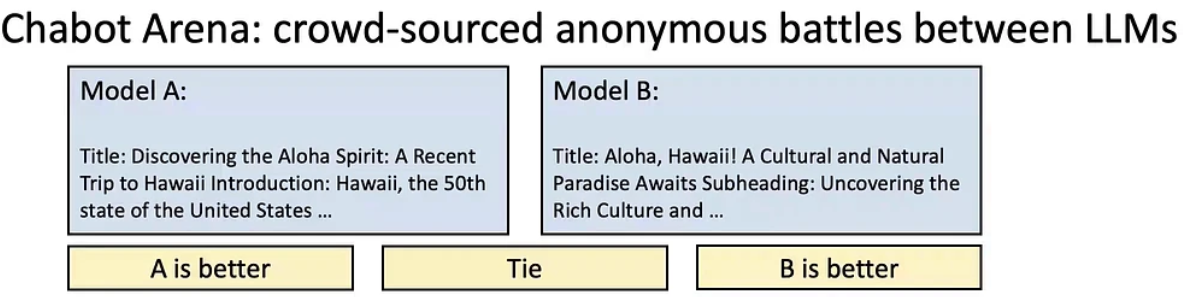 Chabot Arena: crowd-sourced anonymous battles between LLMs
Model A:
Title: Discovering the Aloha Spirit: A Recent
Trip to Hawaii Introduction: Hawaii, the 50th
state of the United States ...
Model B:
Title: Aloha, Hawaii! A Cultural and Natural
Paradise Awaits Subheading: Uncovering the
Rich Culture and ...
A is better
Tie
B is better